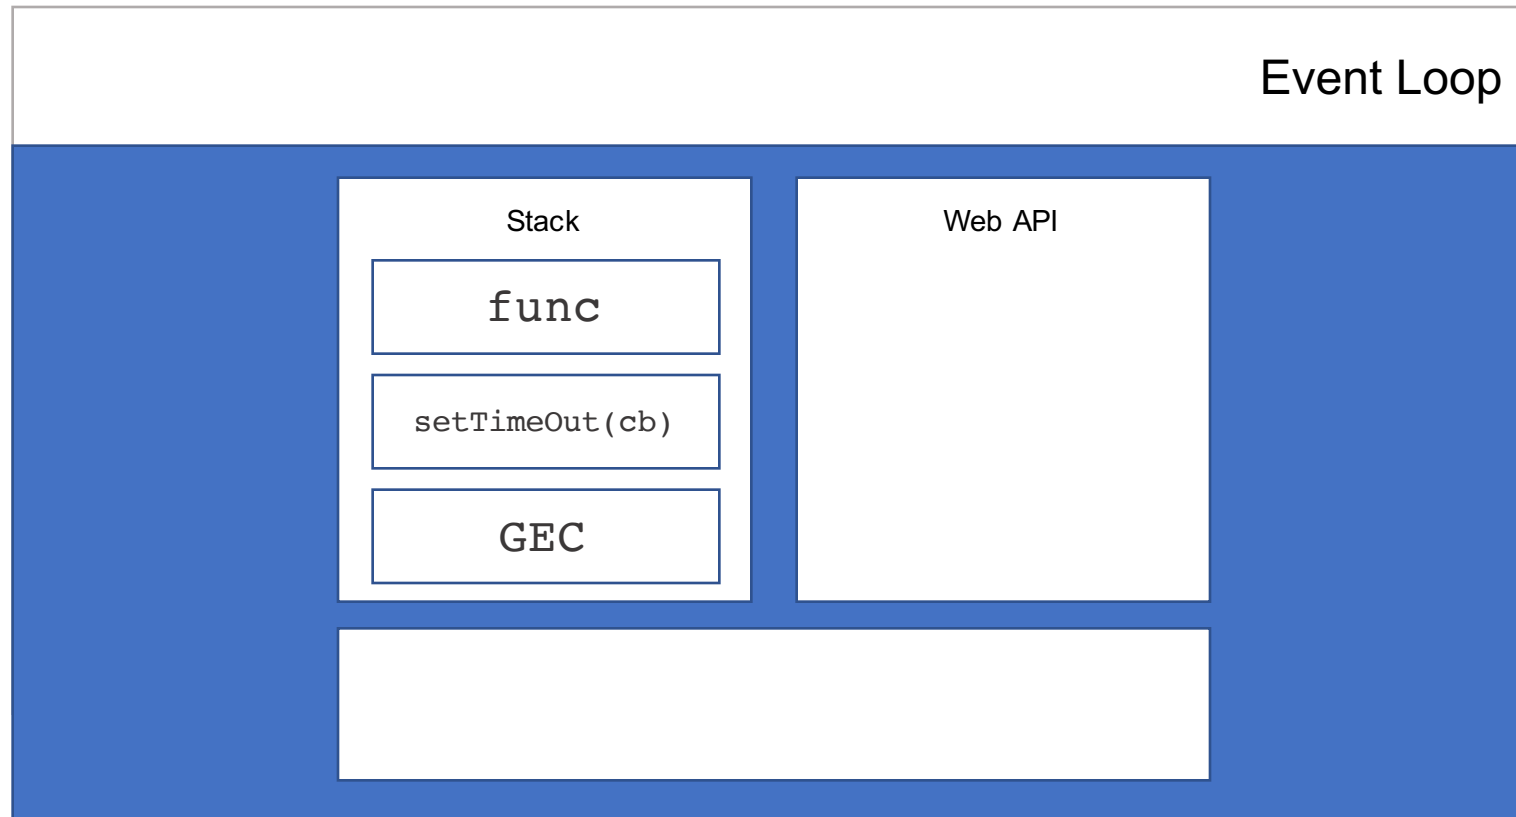 Event Loop
Stack
Web API
func
setTimeOut(cb)
GEC